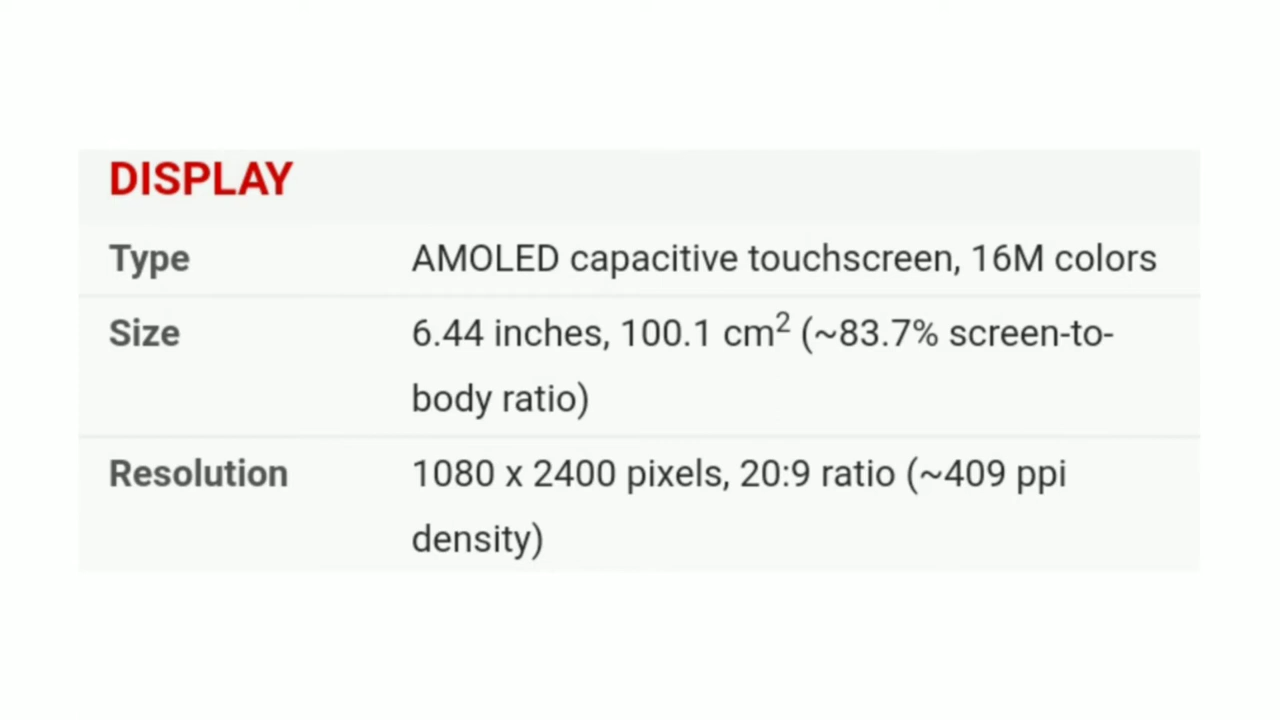 DISPLAY
Type AMOLED capacitive touchscreen, 16M colors
Size 6.44 inches, 100.1 cm² (~83.7% screen-to-
body ratio)
Resolution 1080 x 2400 pixels, 20:9 ratio (~409 ppi
density)